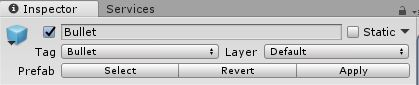 Inspector Services
Bullet Static
Tag Bullet Layer Default
Prefab Select Revert Apply